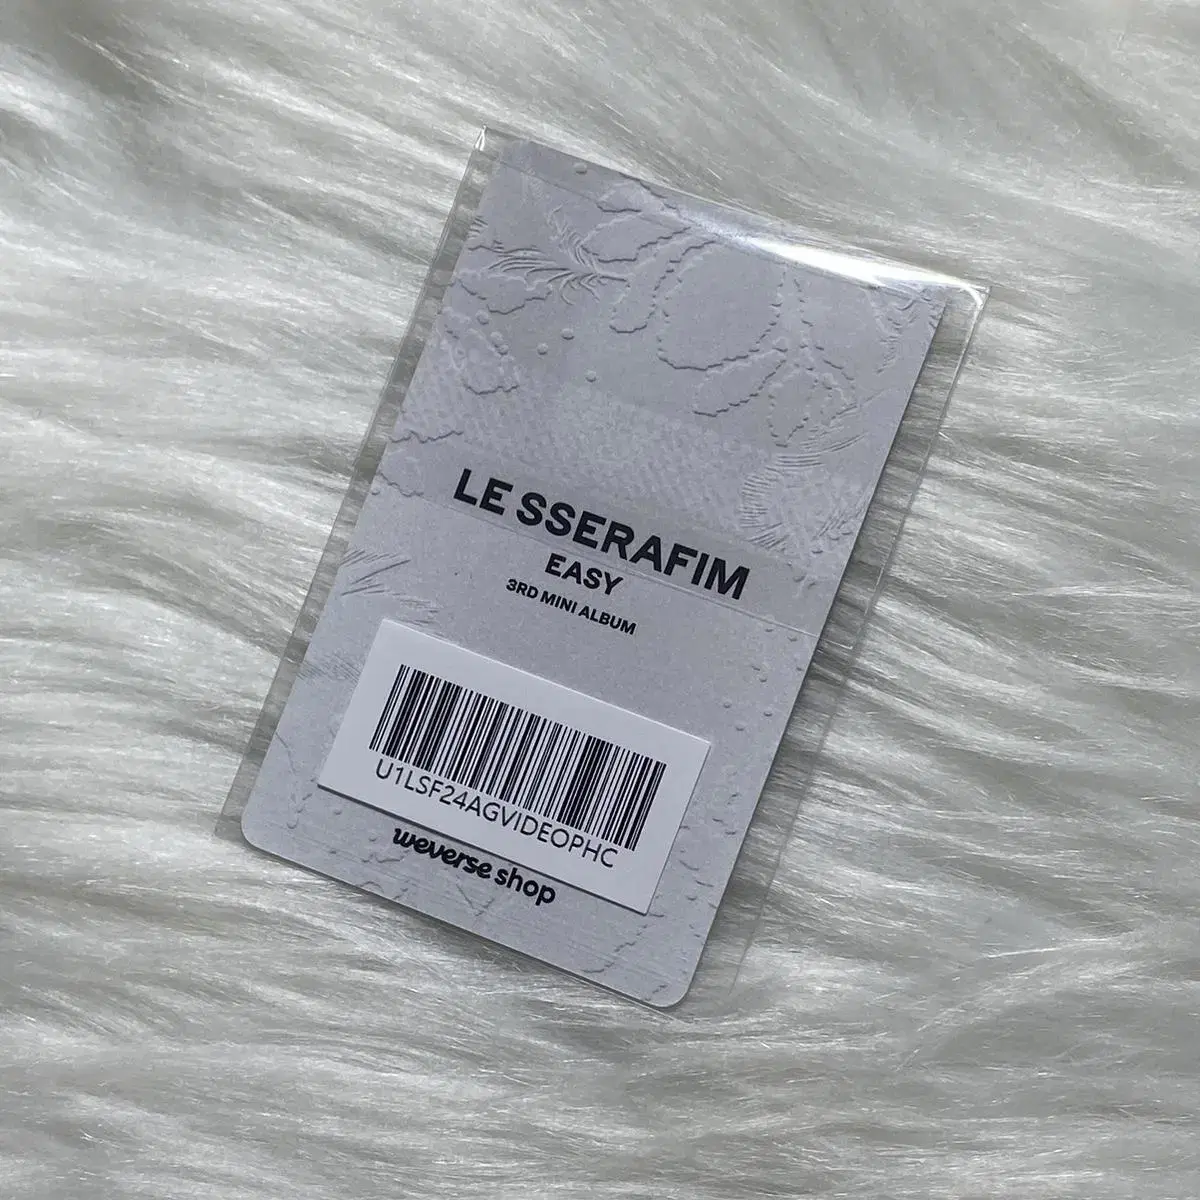 LE SSERAFIM
EASY
3RD MINI ALBUM
U1LSF24AGVIDEOPHC
weverse shop